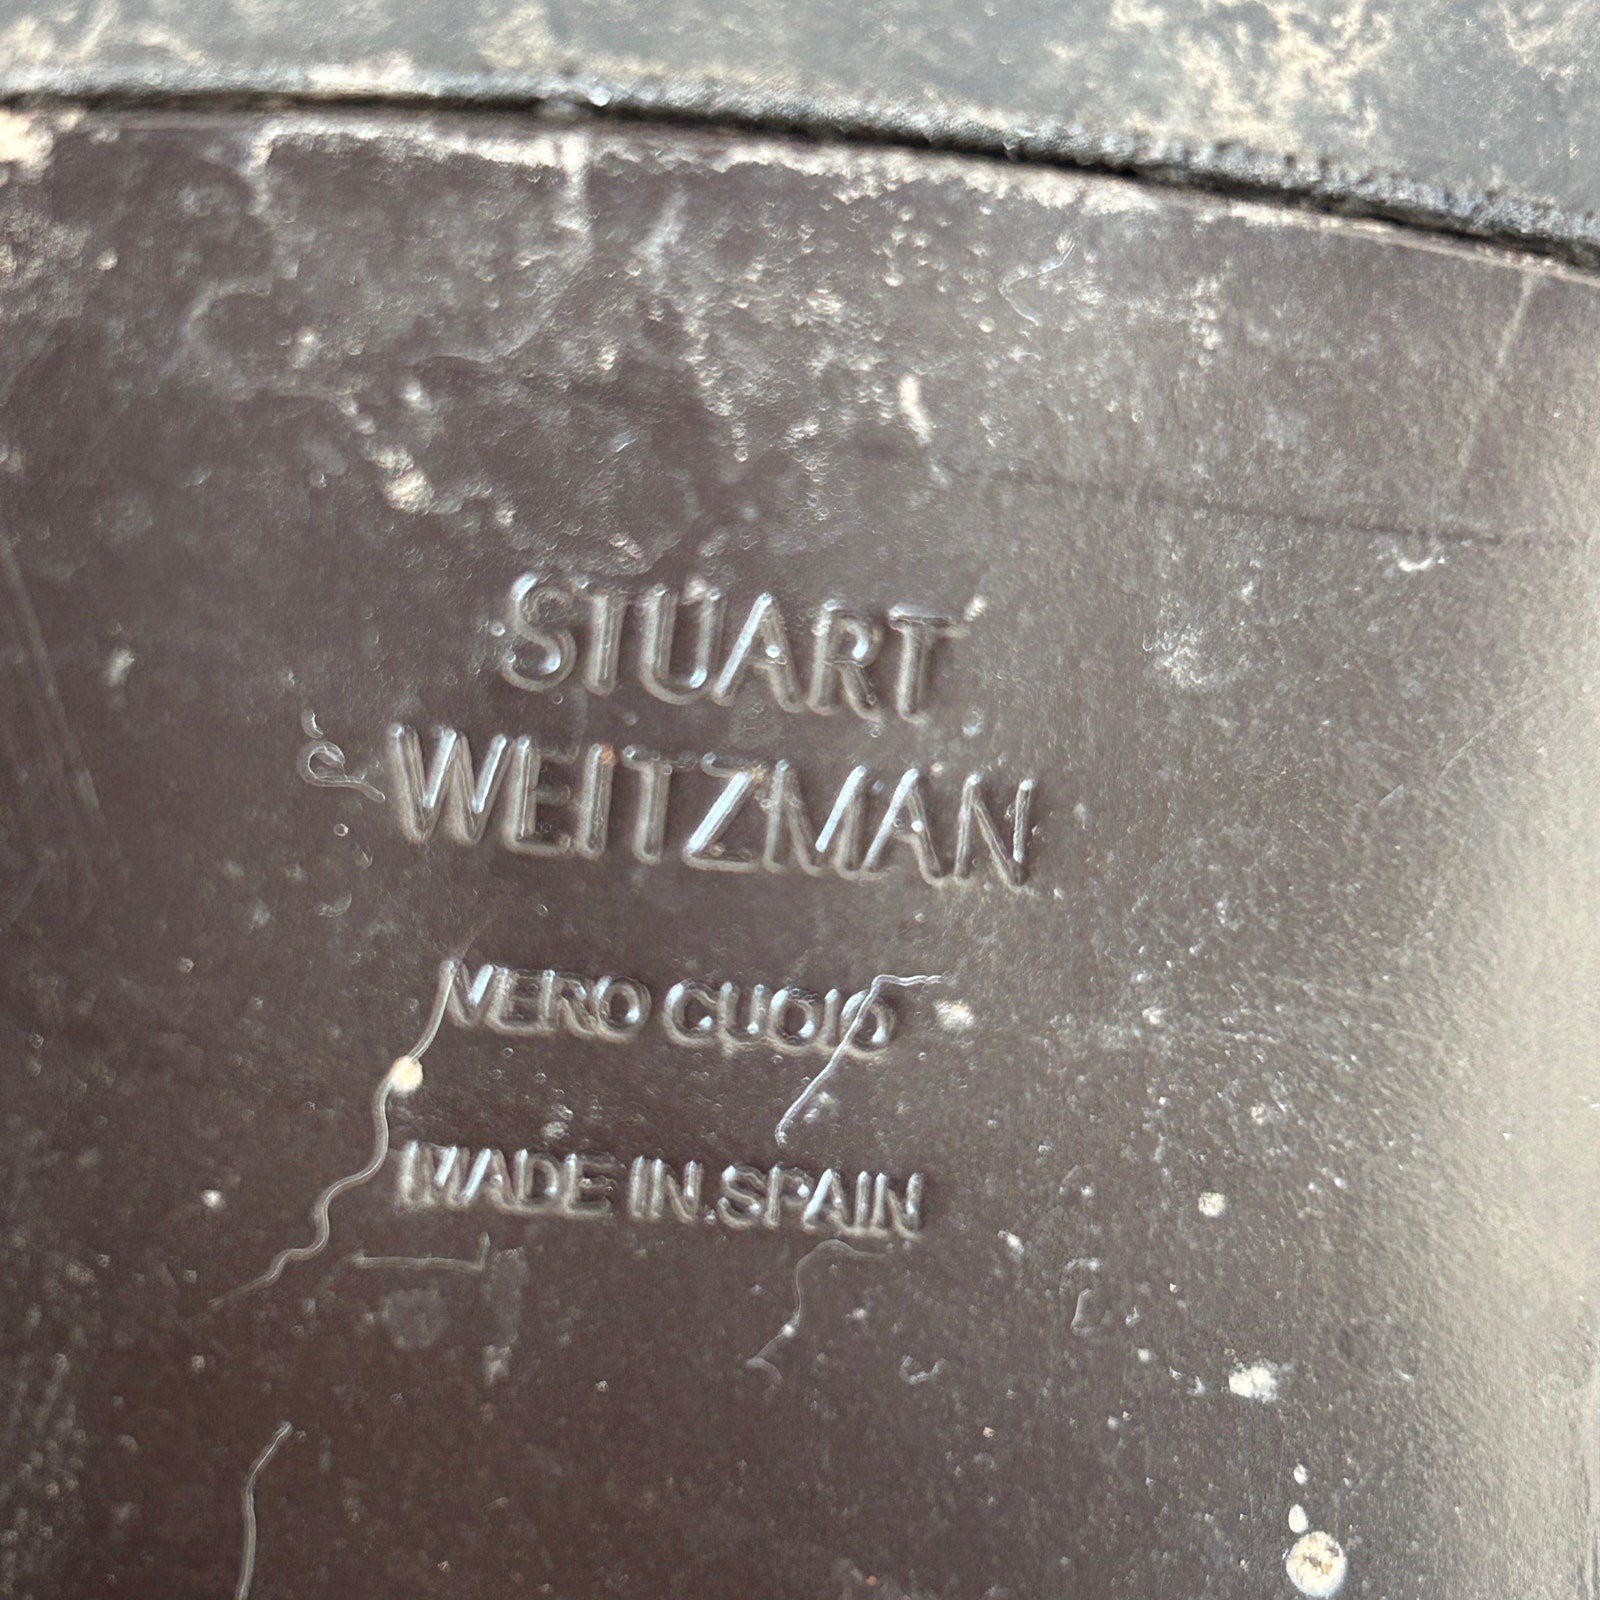 STUART
WEITZMAN
VERO CUOIO
MADE IN SPAIN